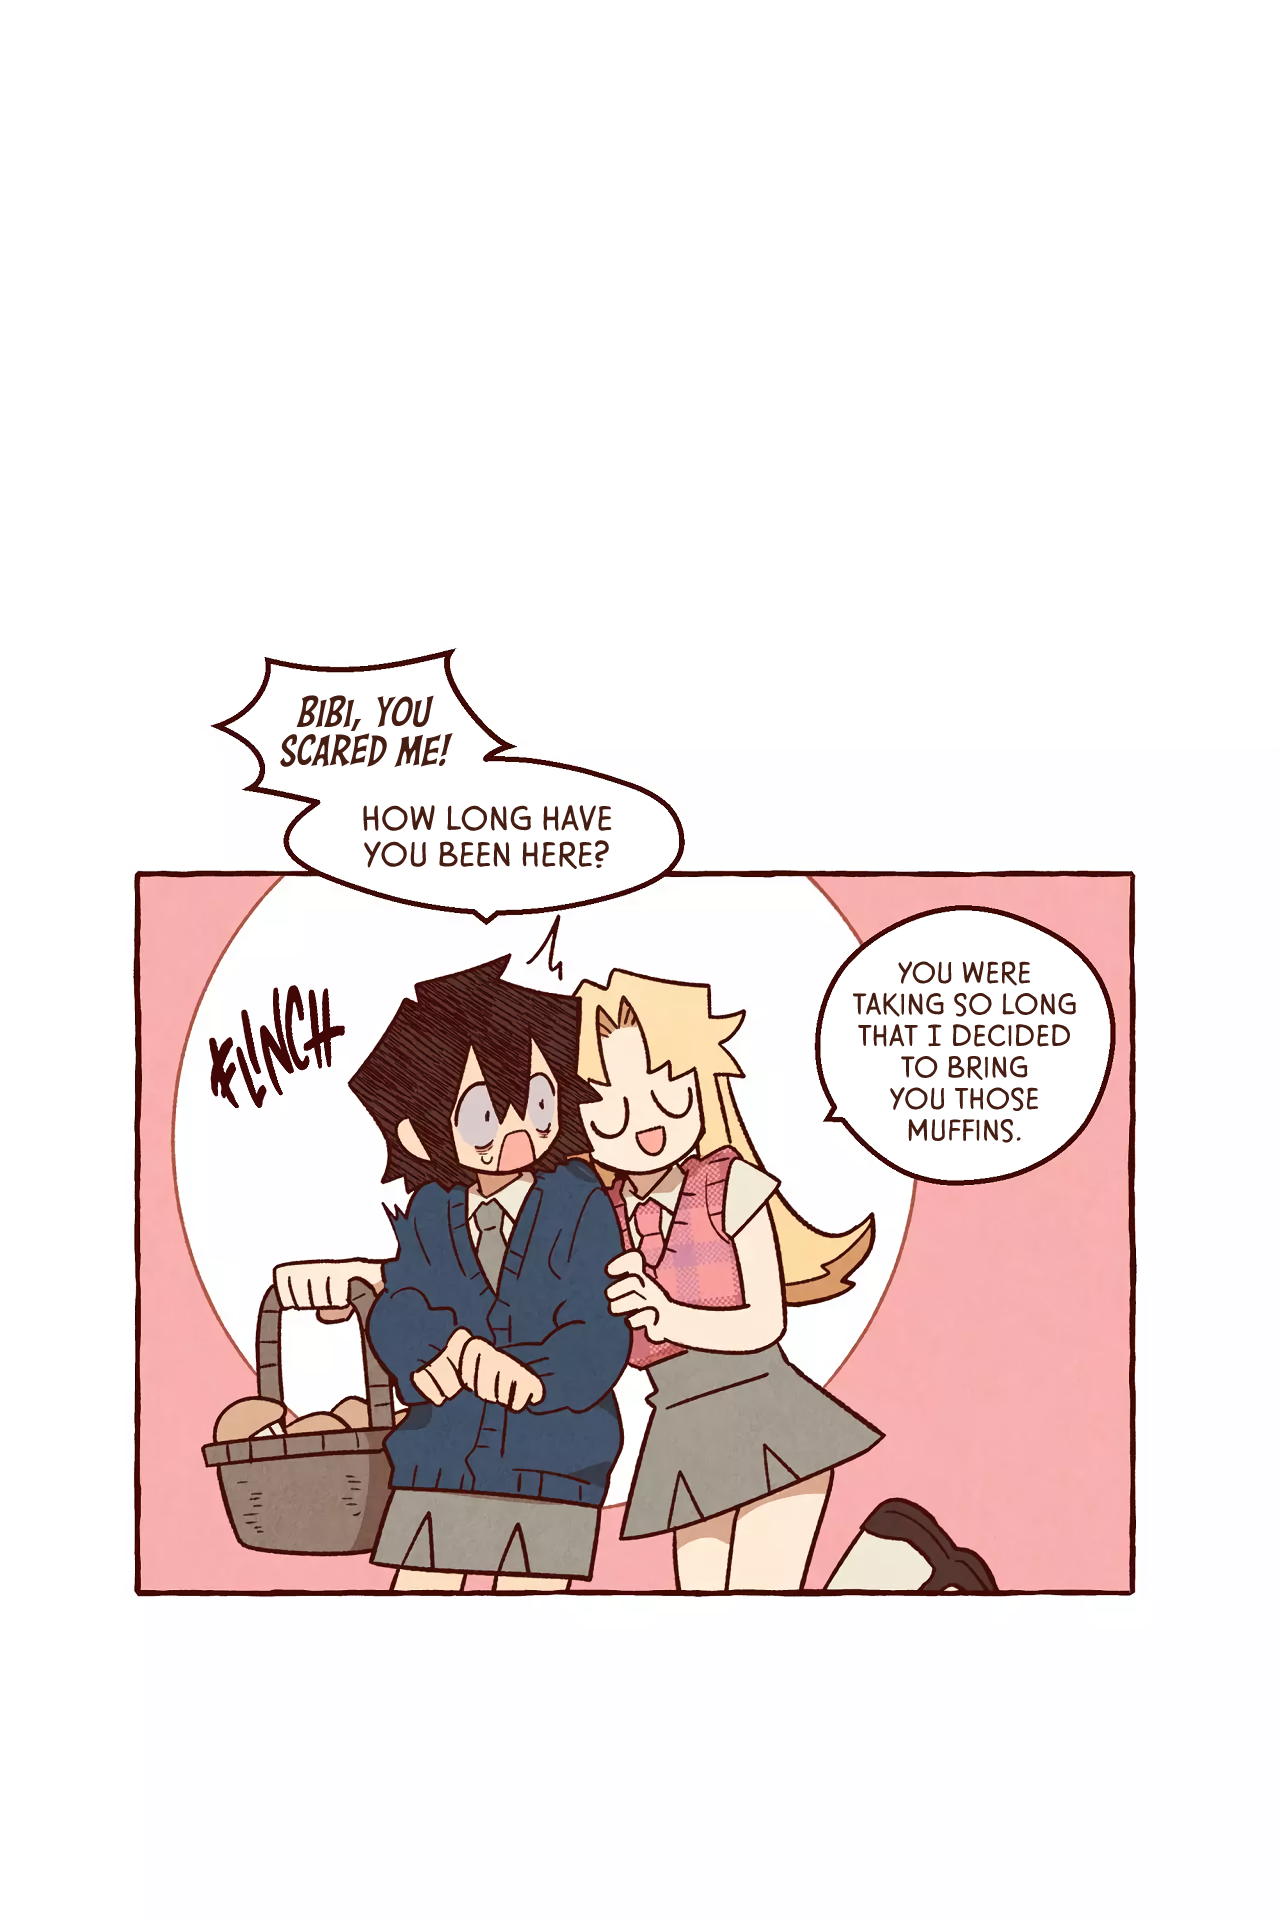 BIBI, YOU
SCARED ME!
HOW LONG HAVE
YOU BEEN HERE?
FLINCH
YOU WERE
TAKING SO LONG
THAT I DECIDED
TO BRING
YOU THOSE
MUFFINS.